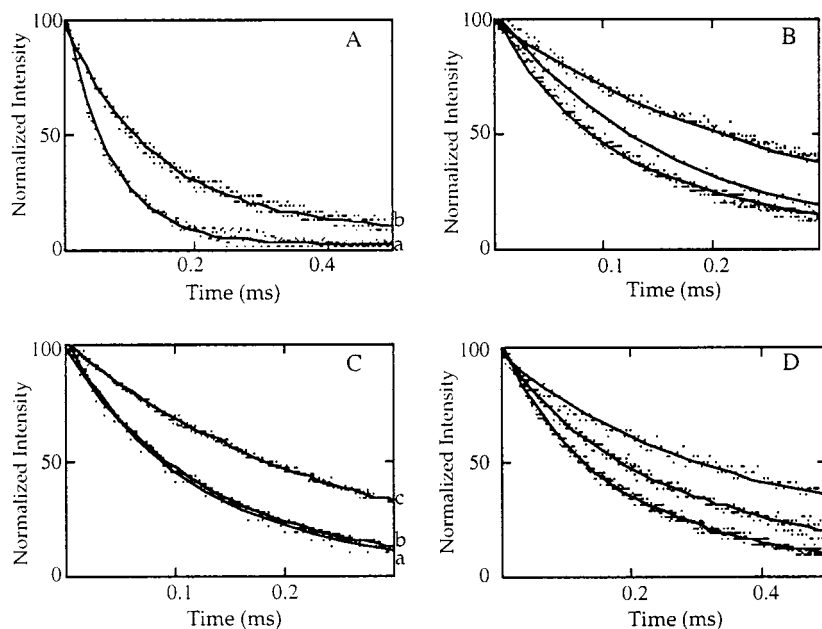 A
Normalized Intensity
100
50
0
b
a
0.2
0.4
Time (ms)
B
Normalized Intensity
100
50
0
0.1
0.2
Time (ms)
C
Normalized Intensity
100
50
0
c
b
a
0.1
0.2
Time (ms)
D
Normalized Intensity
100
50
0
0.2
0.4
Time (ms)